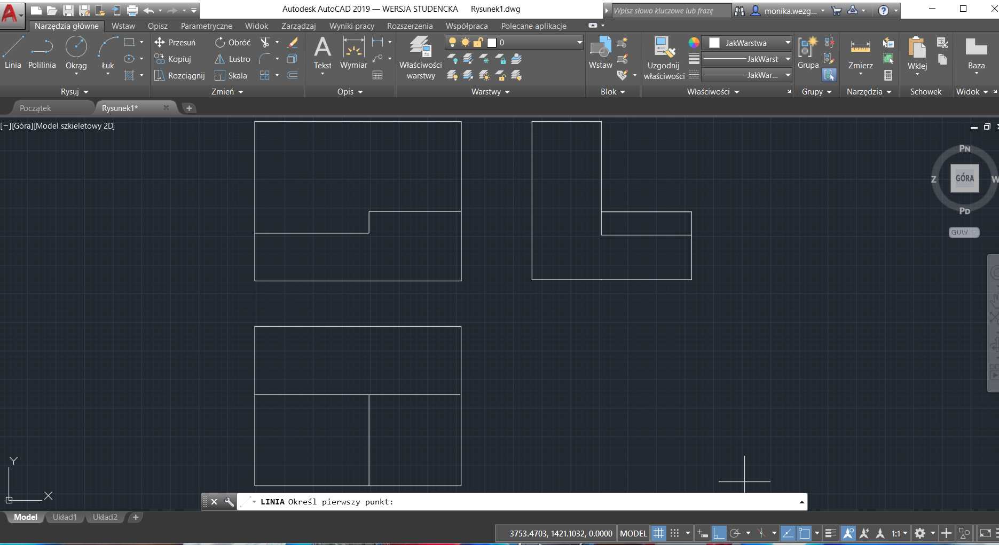 Autodesk AutoCAD 2019 — WERSJA STUDENCKA Rysunek1.dwg
Wpisz słowo kluczowe lub frazę
monika.wezg...
Narzędzia główne Wstaw Opisz Parametryczne Widok Zarządzaj Wyniki pracy Rozszerzenia Współpraca Polecane aplikacje
Linia Polilinia Okrąg Łuk
Przesuń Obróć
Kopiuj Lustro
Rozciągnij Skala
Tekst Wymiar
Właściwości
warstwy
0
Wstaw
Uzgodnij
właściwości
JakWarstwa
JakWarst
JakWar...
Grupa
Zmierz
Wklej
Baza
Rysuj Zmień Opis Warstwy Blok Właściwości Grupy Narzędzia Schowek Widok
Początek Rysunek1*
[−][Góra][Model szkieletowy 2D]
PN
Z GÓRA W
PD
GUW
Y
X
LINIA Określ pierwszy punkt:
Model Układ1 Układ2
3753.4703, 1421.1032, 0.0000 MODEL 1:1